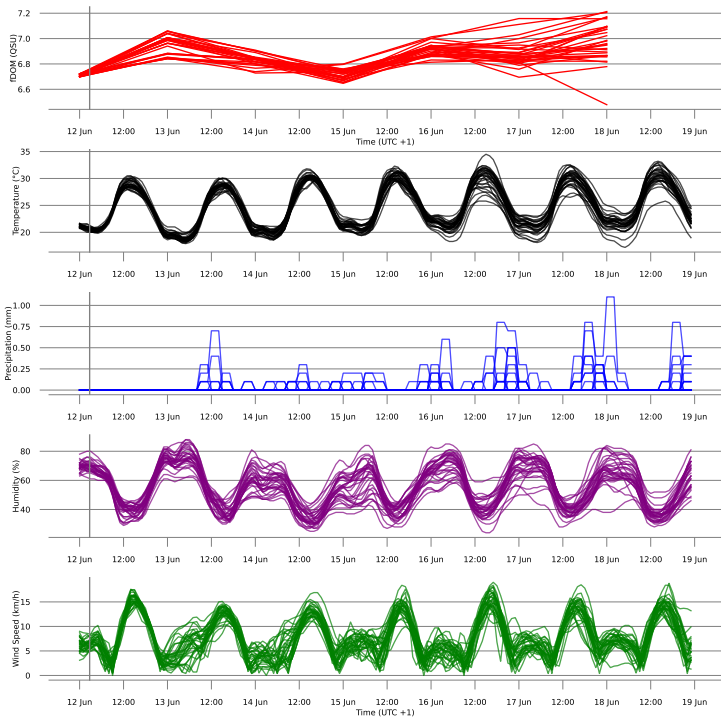 7.2
7.0
6.8
6.6
fDOM (QSU)
12 Jun 12:00 13 Jun 12:00 14 Jun 12:00 15 Jun 12:00 16 Jun 12:00 17 Jun 12:00 18 Jun 12:00 19 Jun
Time (UTC +1)
35
30
25
20
Temperature (°C)
12 Jun 12:00 13 Jun 12:00 14 Jun 12:00 15 Jun 12:00 16 Jun 12:00 17 Jun 12:00 18 Jun 12:00 19 Jun
1.00
0.75
0.50
0.25
0.00
Precipitation (mm)
12 Jun 12:00 13 Jun 12:00 14 Jun 12:00 15 Jun 12:00 16 Jun 12:00 17 Jun 12:00 18 Jun 12:00 19 Jun
80
60
40
Humidity (%)
12 Jun 12:00 13 Jun 12:00 14 Jun 12:00 15 Jun 12:00 16 Jun 12:00 17 Jun 12:00 18 Jun 12:00 19 Jun
15
10
5
0
Wind Speed (km/h)
12 Jun 12:00 13 Jun 12:00 14 Jun 12:00 15 Jun 12:00 16 Jun 12:00 17 Jun 12:00 18 Jun 12:00 19 Jun
Time (UTC +1)